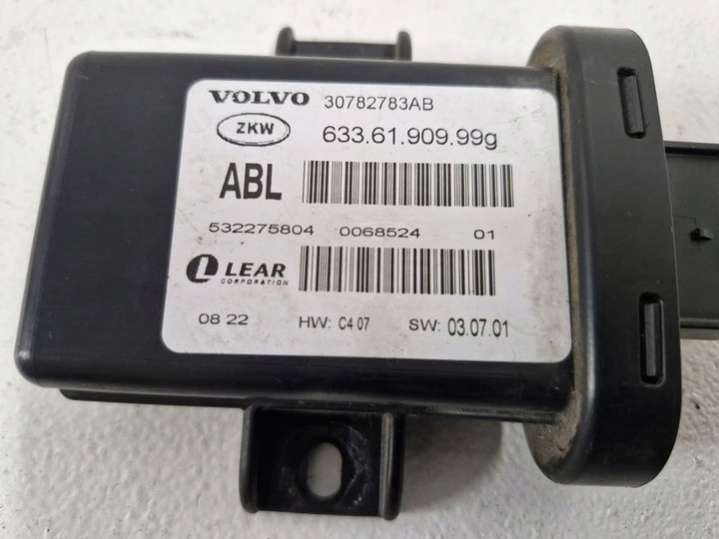 VOLVO 30782783AB
ZKW 633.61.909.99g
ABL
532275804 0068524 01
LEAR
CORPORATION
08 22 HW: C4 07 SW: 03.07.01